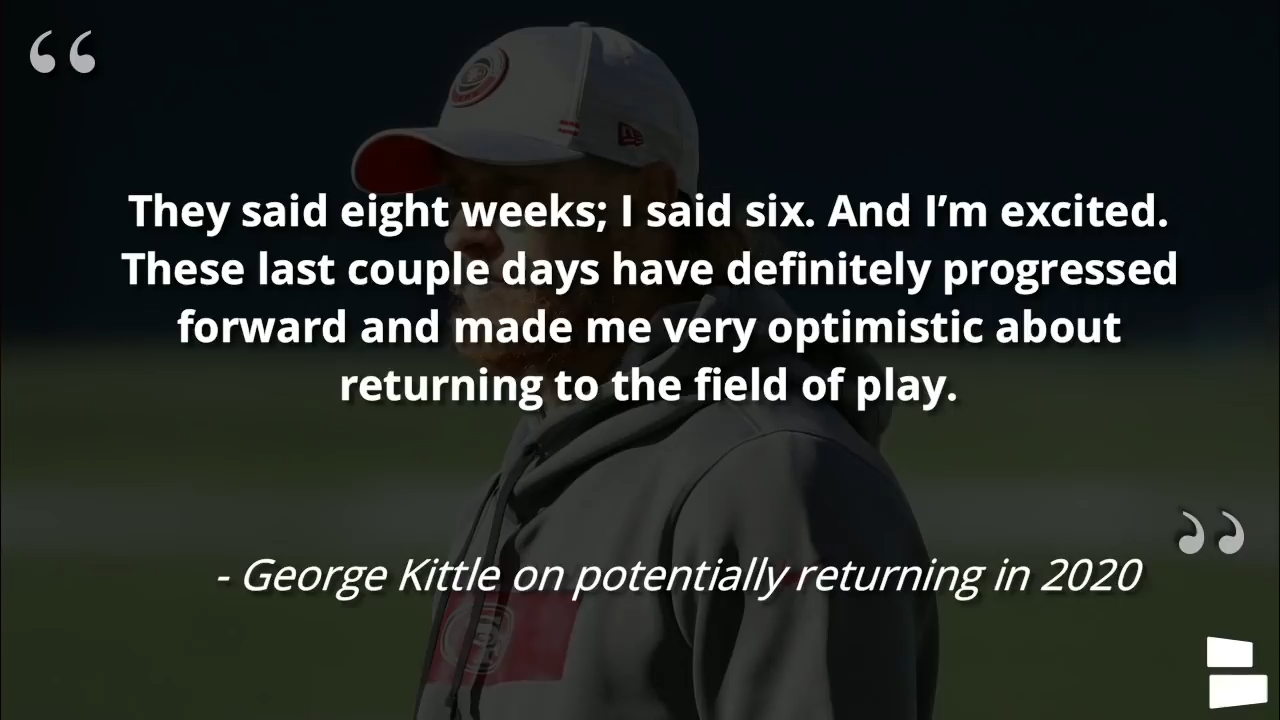 “
They said eight weeks; I said six. And I’m excited.
These last couple days have definitely progressed
forward and made me very optimistic about
returning to the field of play.
”
- George Kittle on potentially returning in 2020